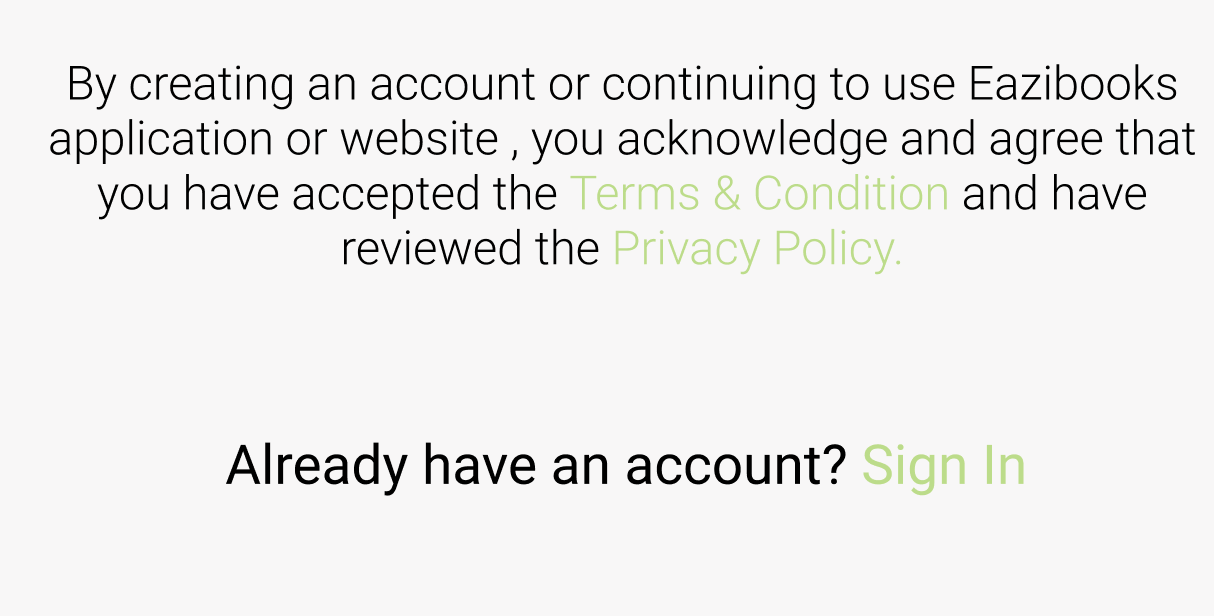 By creating an account or continuing to use Eazibooks
application or website , you acknowledge and agree that
you have accepted the Terms & Condition and have
reviewed the Privacy Policy.
Already have an account? Sign In